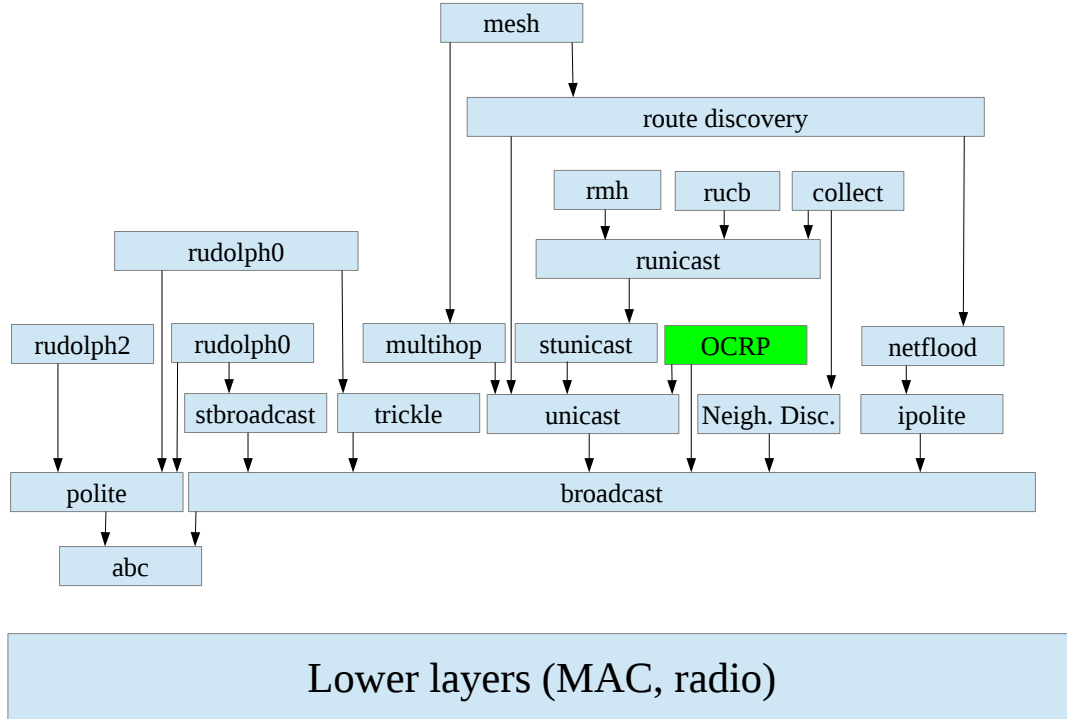 mesh
route discovery
rmh
rucb
collect
rudolph0
runicast
rudolph2
rudolph0
multihop
stunicast
OCRP
netflood
stbroadcast
trickle
unicast
Neigh. Disc.
ipolite
polite
broadcast
abc
Lower layers (MAC, radio)